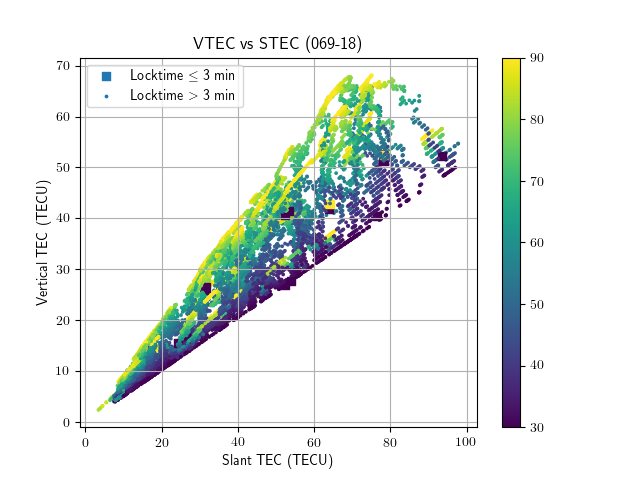 VTEC vs STEC (069-18)
Locktime ≤ 3 min
Locktime > 3 min
Vertical TEC (TECU)
70
60
50
40
30
20
10
0
0 20 40 60 80 100
Slant TEC (TECU)
90
80
70
60
50
40
30